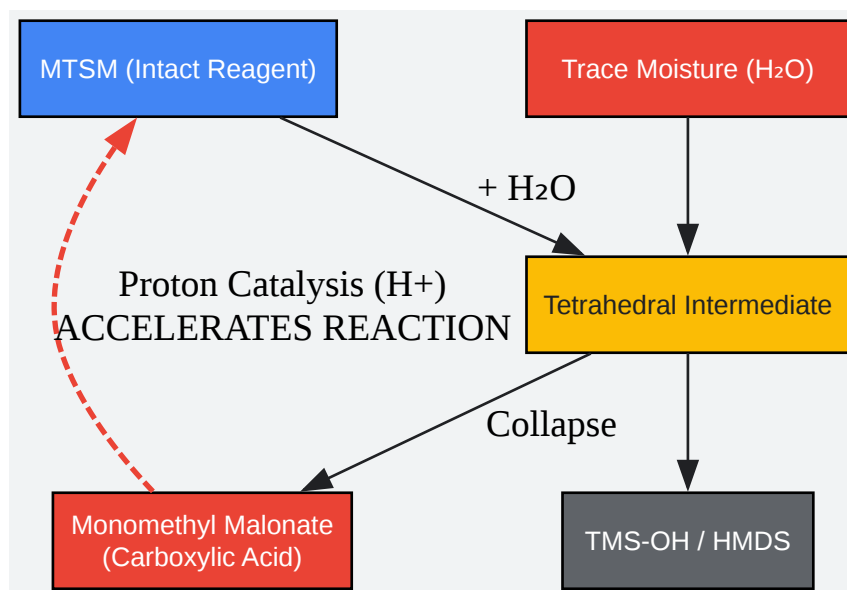 MTSM (Intact Reagent)
Trace Moisture (H₂O)
+ H₂O
Proton Catalysis (H+)
ACCELERATES REACTION
Tetrahedral Intermediate
Collapse
Monomethyl Malonate
(Carboxylic Acid)
TMS-OH / HMDS